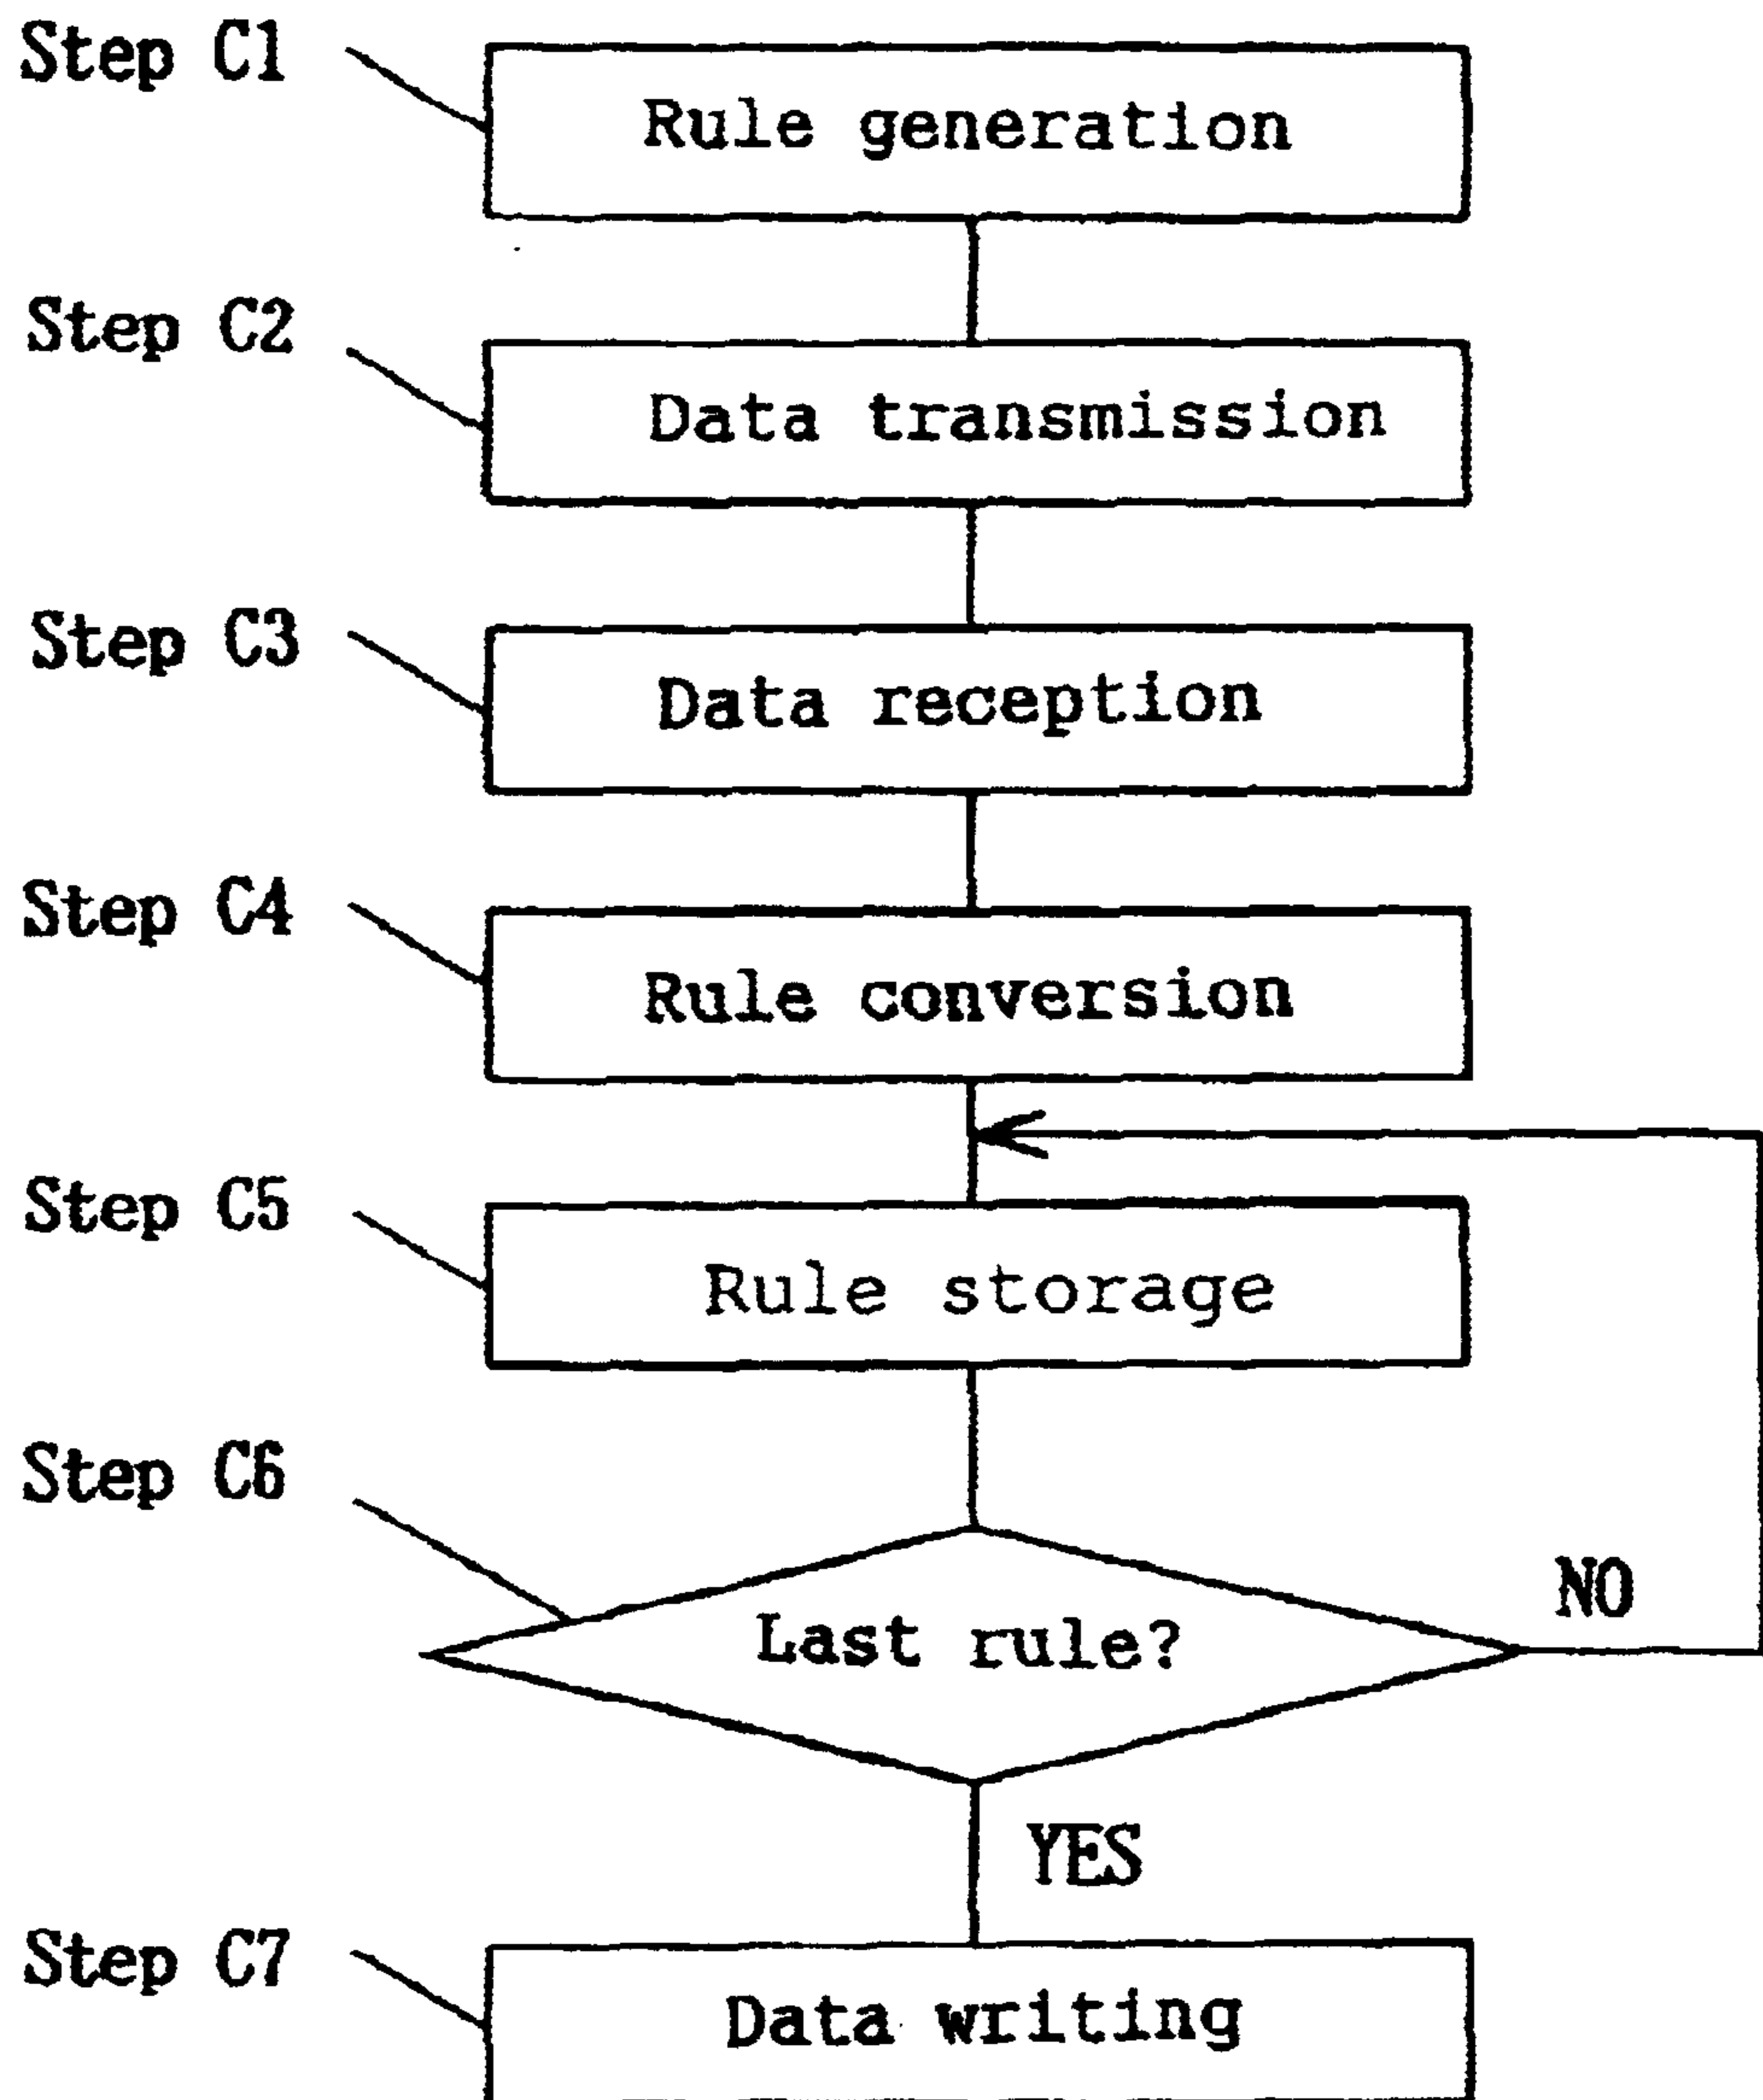 Step C1
Rule generation
Step C2
Data transmission
Step C3
Data reception
Step C4
Rule conversion
Step C5
Rule storage
Step C6
Last rule?
NO
YES
Step C7
Data writing